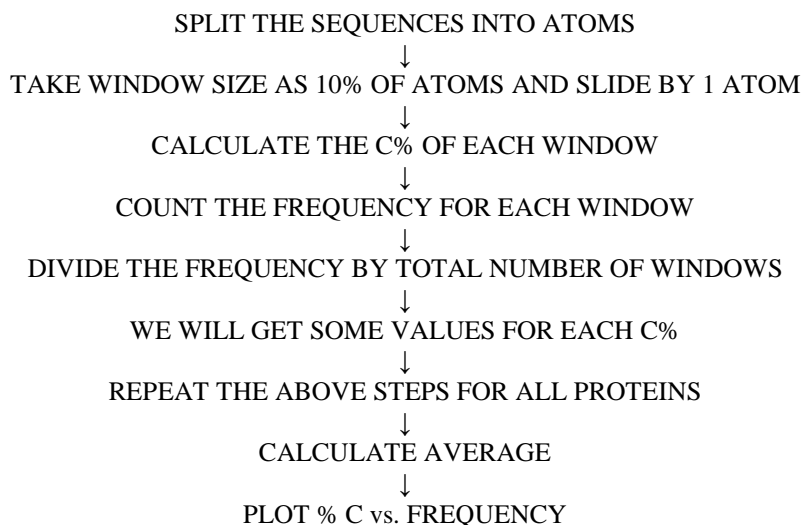 SPLIT THE SEQUENCES INTO ATOMS
↓
TAKE WINDOW SIZE AS 10% OF ATOMS AND SLIDE BY 1 ATOM
↓
CALCULATE THE C% OF EACH WINDOW
↓
COUNT THE FREQUENCY FOR EACH WINDOW
↓
DIVIDE THE FREQUENCY BY TOTAL NUMBER OF WINDOWS
↓
WE WILL GET SOME VALUES FOR EACH C%
↓
REPEAT THE ABOVE STEPS FOR ALL PROTEINS
↓
CALCULATE AVERAGE
↓
PLOT % C vs. FREQUENCY